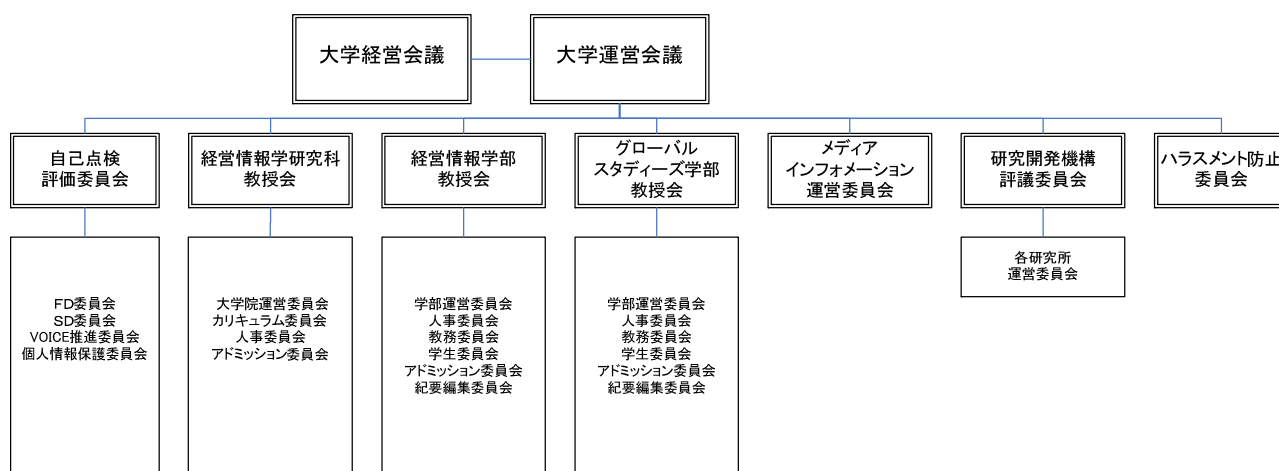 大学経営会議
大学運営会議
自己点検
評価委員会
経営情報学研究科
教授会
経営情報学部
教授会
グローバル
スタディーズ学部
教授会
メディア
インフォメーション
運営委員会
研究開発機構
評議委員会
ハラスメント防止
委員会
FD委員会
SD委員会
VOICE推進委員会
個人情報保護委員会
大学院運営委員会
カリキュラム委員会
人事委員会
アドミッション委員会
学部運営委員会
人事委員会
教務委員会
学生委員会
アドミッション委員会
紀要編集委員会
学部運営委員会
人事委員会
教務委員会
学生委員会
アドミッション委員会
紀要編集委員会
各研究所
運営委員会